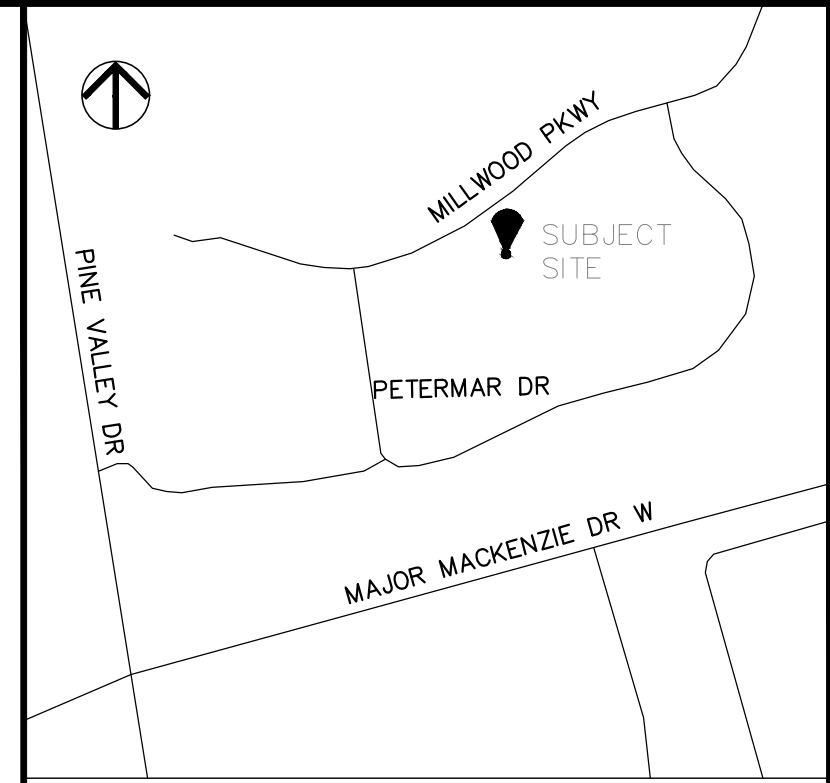 MILLWOOD PKWY
SUBJECT
SITE
PINE VALLEY DR
PETERMAR DR
MAJOR MACKENZIE DR W